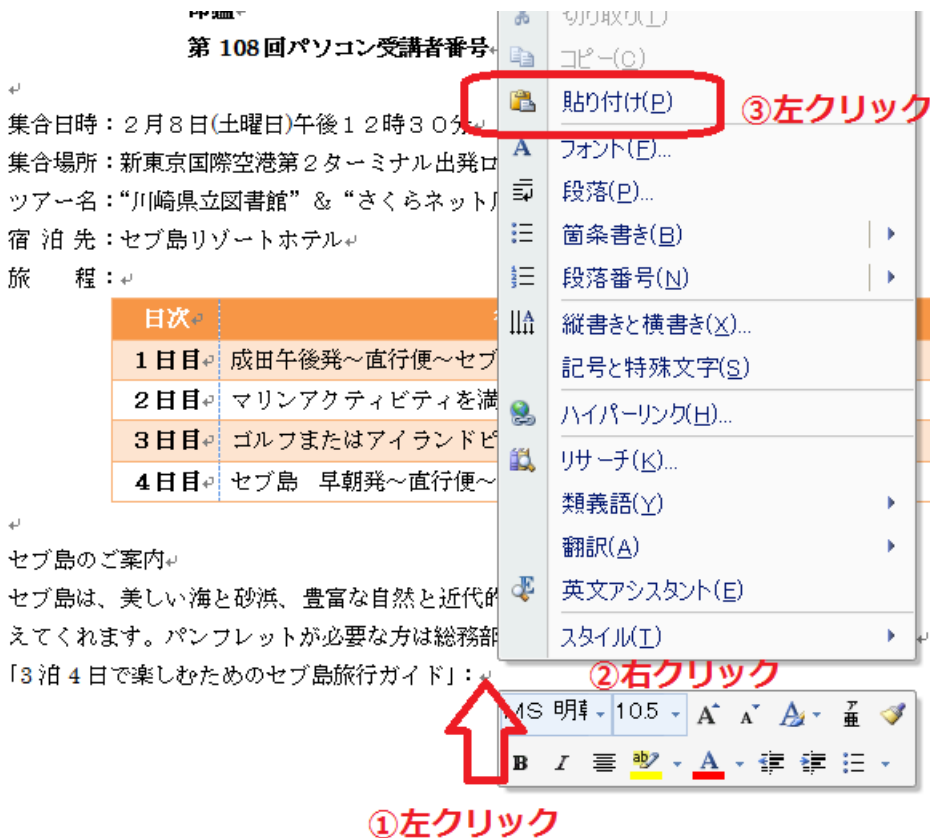 第 108回パソコン受講者番号
切り取り(T)
コピー(C)
貼り付け(P)
③左クリック
集合日時：２月８日(土曜日)午後１２時３０分
集合場所：新東京国際空港第２ターミナル出発ロ
ツアー名：“川崎県立図書館”＆“さくらネット
宿 泊 先：セブ島リゾートホテル
旅　　程：
フォント(F)...
段落(P)...
箇条書き(B)
段落番号(N)
縦書きと横書き(X)...
記号と特殊文字(S)
ハイパーリンク(H)...
リサーチ(K)...
類義語(Y)
翻訳(A)
英文アシスタント(E)
スタイル(T)
目次
1日目 成田午後発～直行便～セブ
2日目 マリンアクティビティを満
3日目 ゴルフまたはアイランドピ
4日目 セブ島　早朝発～直行便～
セブ島のご案内
セブ島は、美しい海と砂浜、豊富な自然と近代的
えてくれます。パンフレットが必要な方は総務部
「3泊4日で楽しむためのセブ島旅行ガイド」：
②右クリック
MS 明 10.5
B I
①左クリック